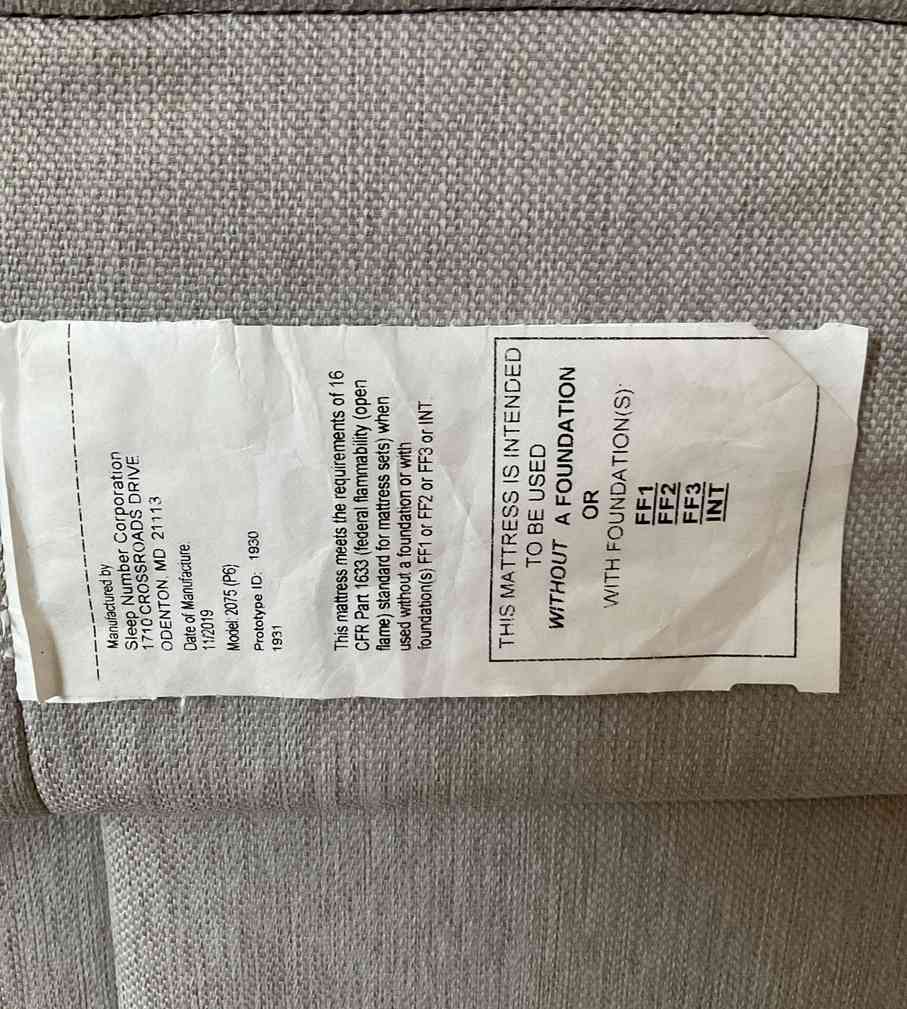 Manufactured by
Sleep Number Corporation
1710 CROSSROADS DRIVE
ODENTON, MD 21113
Date of Manufacture:
11/2019
Model: 2075 (P6)
Prototype ID: 1930
1931
This mattress meets the requirements of 16
CFR Part 1633 (federal flammability (open
flame) standard for mattress sets) when
used without a foundation or with
foundation(s) FF1 or FF2 or FF3 or INT
THIS MATTRESS IS INTENDED
TO BE USED
WITHOUT A FOUNDATION
OR
WITH FOUNDATION(S):
FF1
FF2
FF3
INT